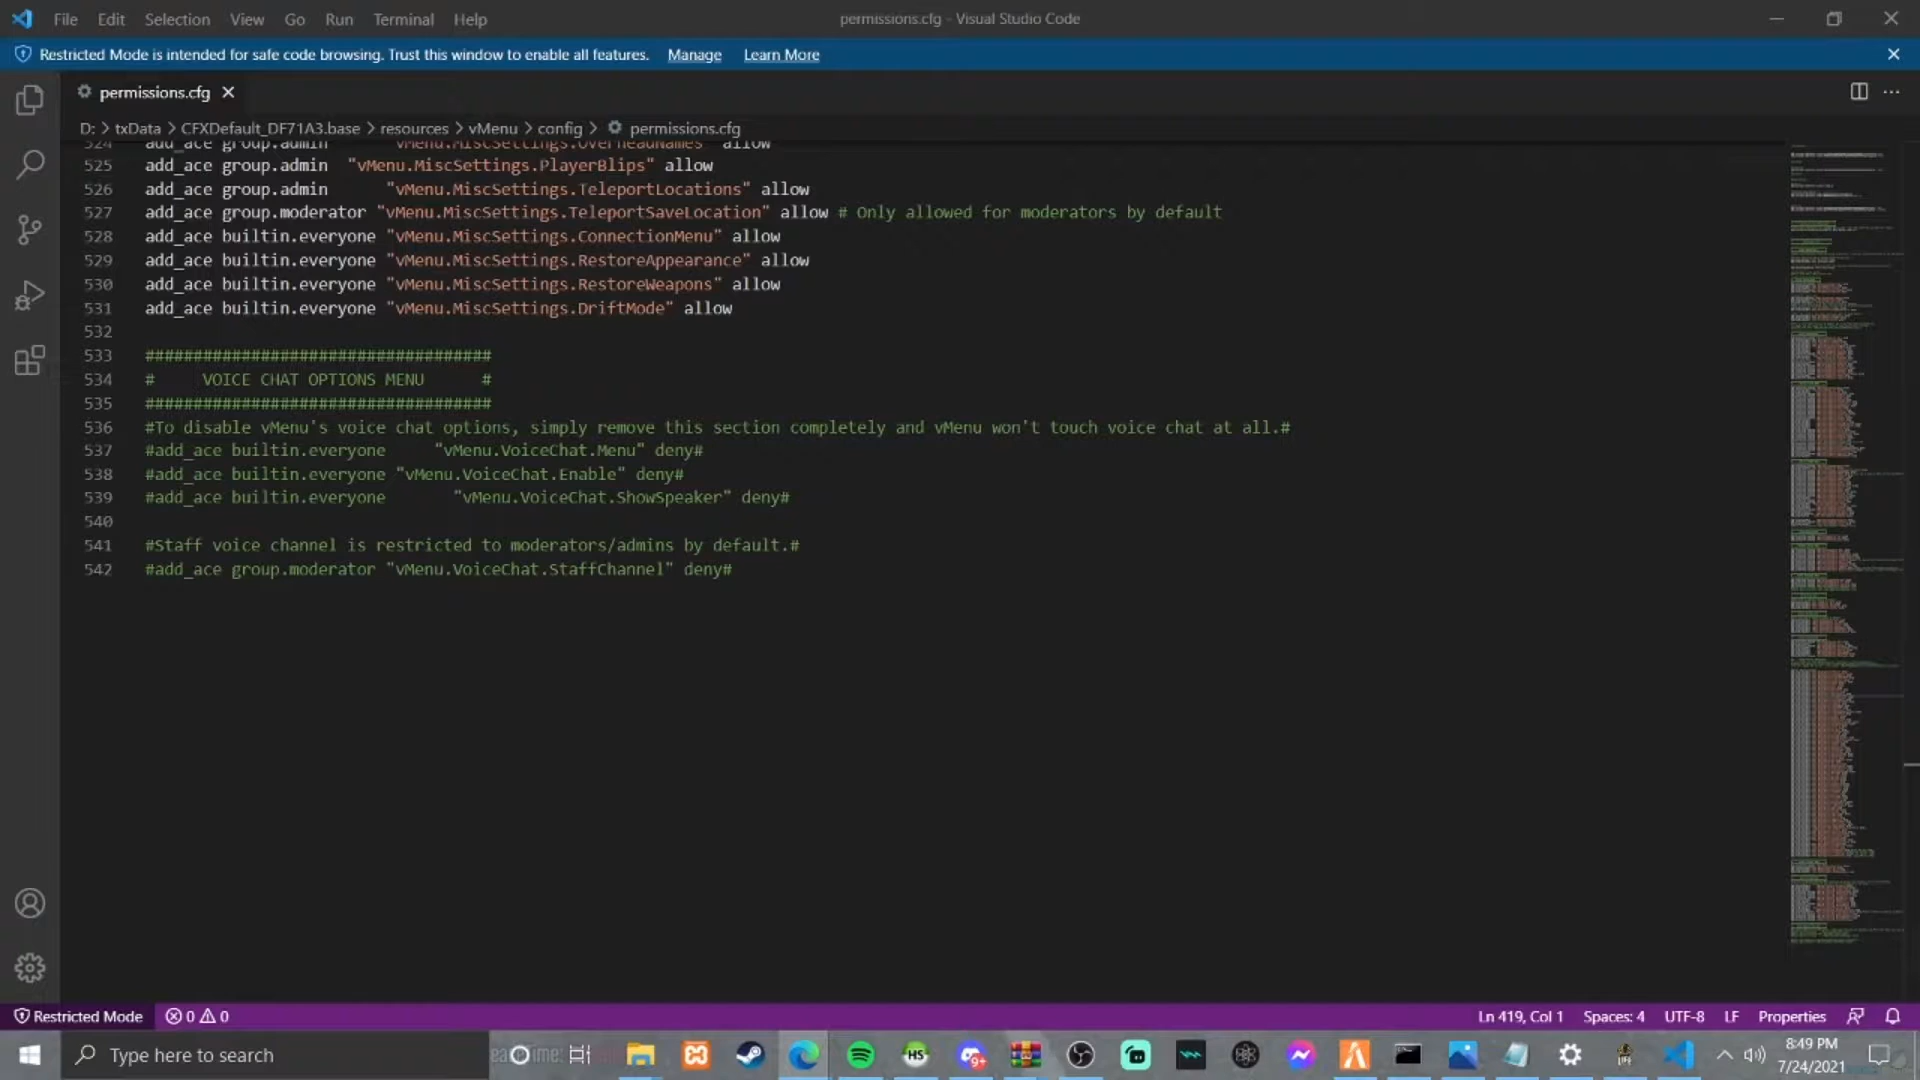 File Edit Selection View Go Run Terminal Help
permissions.cfg - Visual Studio Code
Restricted Mode is intended for safe code browsing. Trust this window to enable all features. Manage Learn More
permissions.cfg
D: > txData > CFXDefault_DF71A3.base > resources > vMenu > config > permissions.cfg
524 add_ace group.admin "vMenu.MiscSettings.OverheadNames" allow
525 add_ace group.admin "vMenu.MiscSettings.PlayerBlips" allow
526 add_ace group.admin "vMenu.MiscSettings.TeleportLocations" allow
527 add_ace group.moderator "vMenu.MiscSettings.TeleportSaveLocation" allow # Only allowed for moderators by default
528 add_ace builtin.everyone "vMenu.MiscSettings.ConnectionMenu" allow
529 add_ace builtin.everyone "vMenu.MiscSettings.RestoreAppearance" allow
530 add_ace builtin.everyone "vMenu.MiscSettings.RestoreWeapons" allow
531 add_ace builtin.everyone "vMenu.MiscSettings.DriftMode" allow
532
533 ####################################
534 # VOICE CHAT OPTIONS MENU #
535 ####################################
536 #To disable vMenu's voice chat options, simply remove this section completely and vMenu won't touch voice chat at all.#
537 #add_ace builtin.everyone "vMenu.VoiceChat.Menu" deny#
538 #add_ace builtin.everyone "vMenu.VoiceChat.Enable" deny#
539 #add_ace builtin.everyone "vMenu.VoiceChat.ShowSpeaker" deny#
540
541 #Staff voice channel is restricted to moderators/admins by default.#
542 #add_ace group.moderator "vMenu.VoiceChat.StaffChannel" deny#
Restricted Mode 0 0 Ln 419, Col 1 Spaces: 4 UTF-8 LF Properties
Type here to search
HS
9+
8:49 PM
7/24/2021